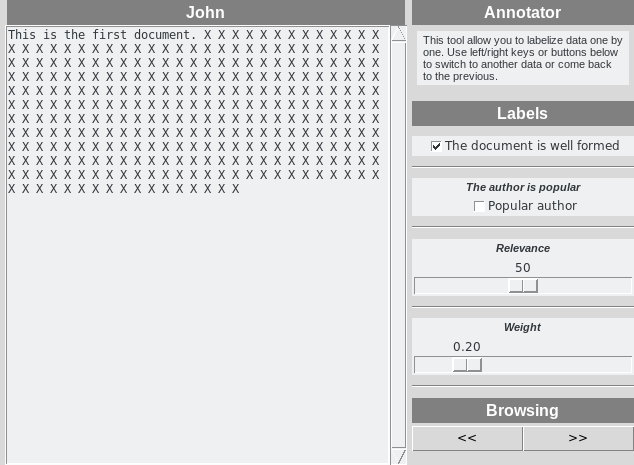 John
This is the first document. X X X X X X X X X X X X X
X X X X X X X X X X X X X X X X X X X X X X X X X X X
X X X X X X X X X X X X X X X X X X X X X X X X X X X
X X X X X X X X X X X X X X X X X X X X X X X X X X X
X X X X X X X X X X X X X X X X X X X X X X X X X X X
X X X X X X X X X X X X X X X X X X X X X X X X X X X
X X X X X X X X X X X X X X X X X X X X X X X X X X X
X X X X X X X X X X X X X X X X X X X X X X X X X X X
X X X X X X X X X X X X X X X X X X X X X X X X X X X
X X X X X X X X X X X X X X X X X X X X X X X X X X X
X X X X X X X X X X X X X X X X X X X X X X X X X X X
X X X X X X X X X X X X X X X X X
Annotator
This tool allow you to labelize data one by
one. Use left/right keys or buttons below
to switch to another data or come back
to the previous.
Labels
The document is well formed
The author is popular
Popular author
Relevance
50
Weight
0.20
Browsing
<< >>